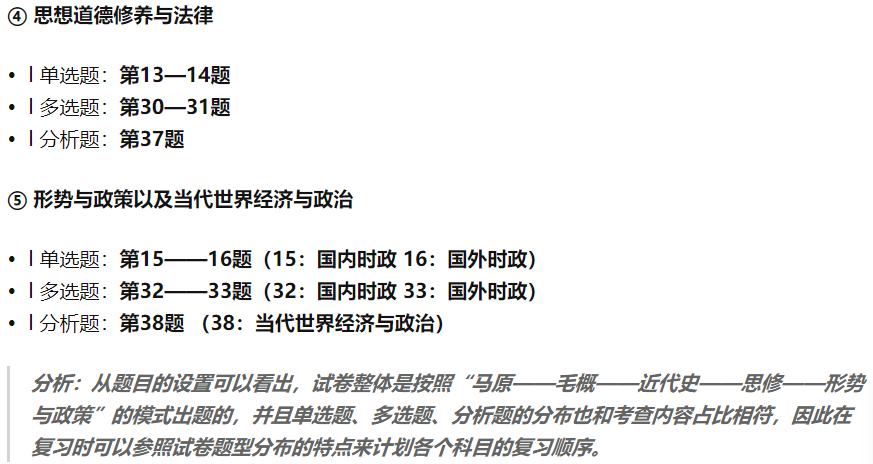 ④ 思想道德修养与法律
• l 单选题：第13—14题
• l 多选题：第30—31题
• l 分析题：第37题
⑤ 形势与政策以及当代世界经济与政治
• l 单选题：第15——16题（15：国内时政 16：国外时政）
• l 多选题：第32——33题（32：国内时政 33：国外时政）
• l 分析题：第38题 （38：当代世界经济与政治）
分析：从题目的设置可以看出，试卷整体是按照“马原——毛概——近代史——思修——形势
与政策”的模式出题的，并且单选题、多选题、分析题的分布也和考查内容占比相符，因此在
复习时可以参照试卷题型分布的特点来计划各个科目的复习顺序。